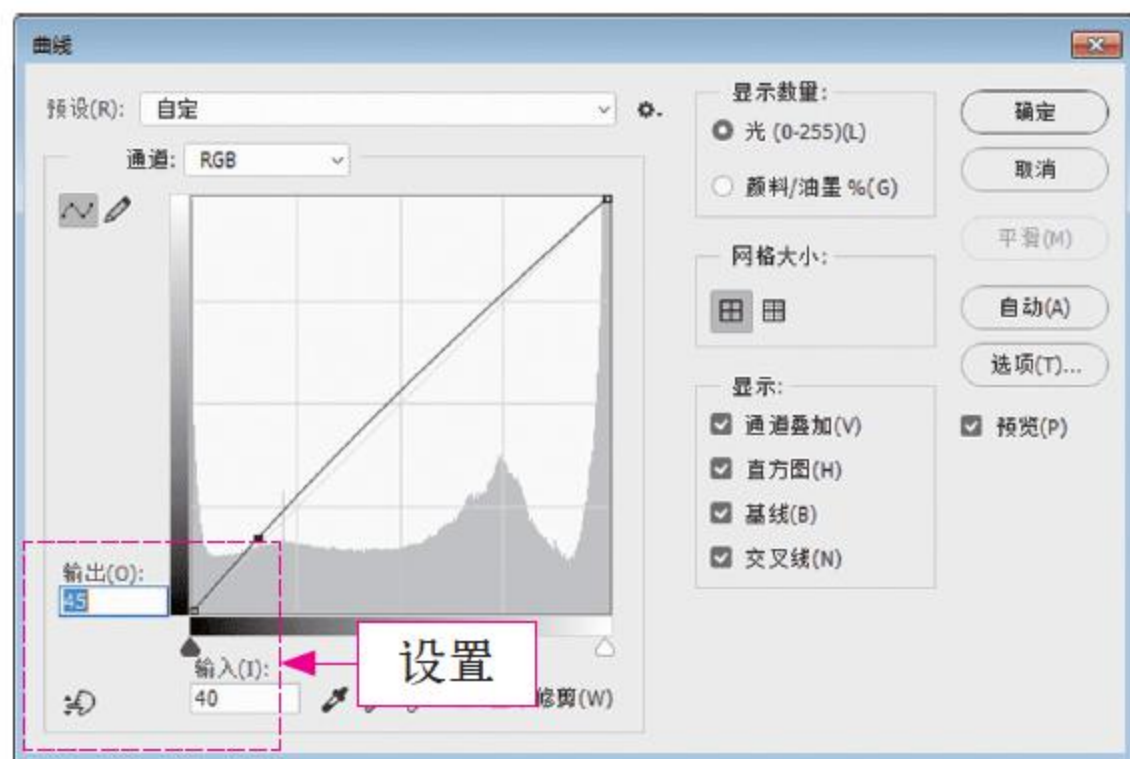 曲线
预设(R): 自定
通道: RGB
输出(O):
45
输入(I):
40
设置
修剪(W)
显示数量:
光 (0-255)(L)
颜料/油墨 %(G)
网格大小:
显示:
通道叠加(V)
直方图(H)
基线(B)
交叉线(N)
确定
取消
平滑(M)
自动(A)
选项(T)...
预览(P)